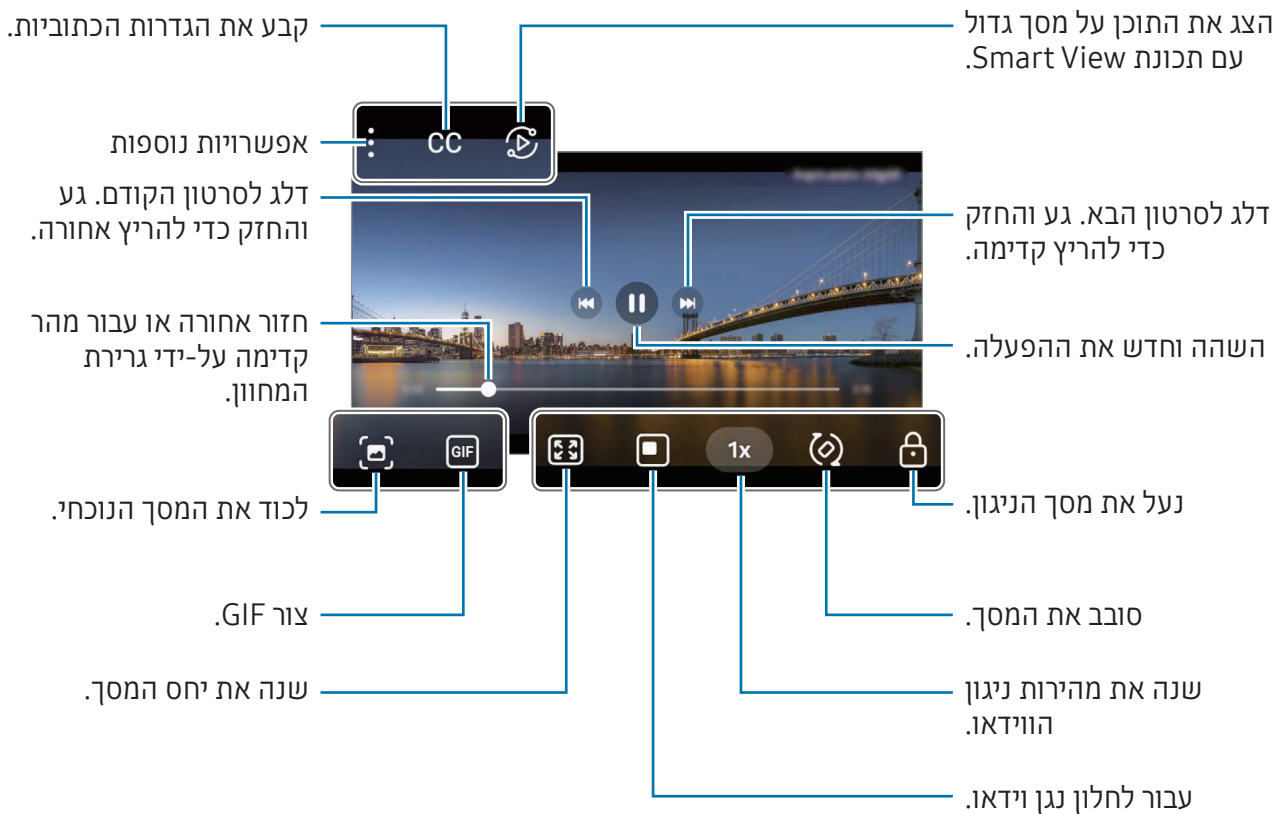 הצג את התוכן על מסך גדול
עם תכונת Smart View.
קבע את הגדרות הכתוביות.
אפשרויות נוספות
CC
דלג לסרטון הקודם. גע
והחזק כדי להריץ אחורה.
דלג לסרטון הבא. גע והחזק
כדי להריץ קדימה.
חזור אחורה או עבור מהר
קדימה על-ידי גרירת
המחוון.
השהה וחדש את ההפעלה.
GIF
1x
לכוד את המסך הנוכחי.
נעל את מסך הניגון.
צור GIF.
סובב את המסך.
שנה את יחס המסך.
שנה את מהירות ניגון
הווידאו.
עבור לחלון נגן וידאו.